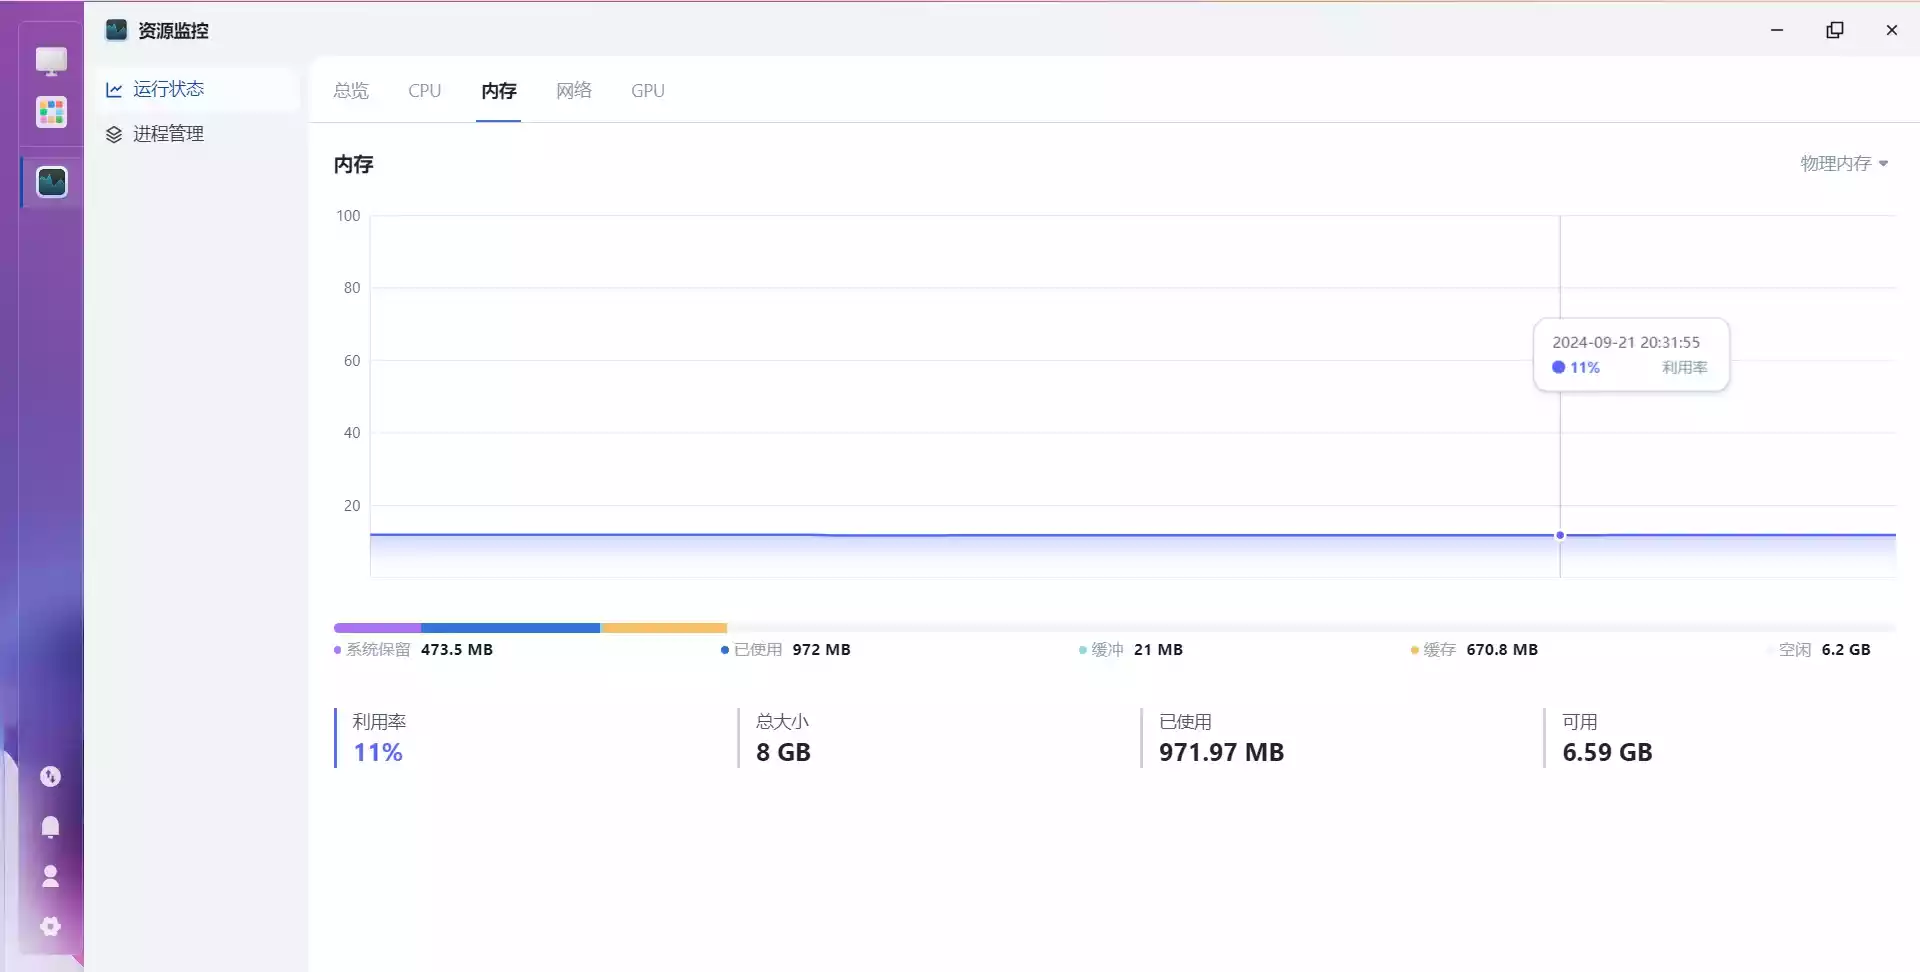 资源监控
运行状态
进程管理
总览 CPU 内存 网络 GPU
内存
物理内存
100
80
60
40
20
2024-09-21 20:31:55
11% 利用率
系统保留 473.5 MB 已使用 972 MB 缓冲 21 MB 缓存 670.8 MB 空闲 6.2 GB
利用率 总大小 已使用 可用
11% 8 GB 971.97 MB 6.59 GB